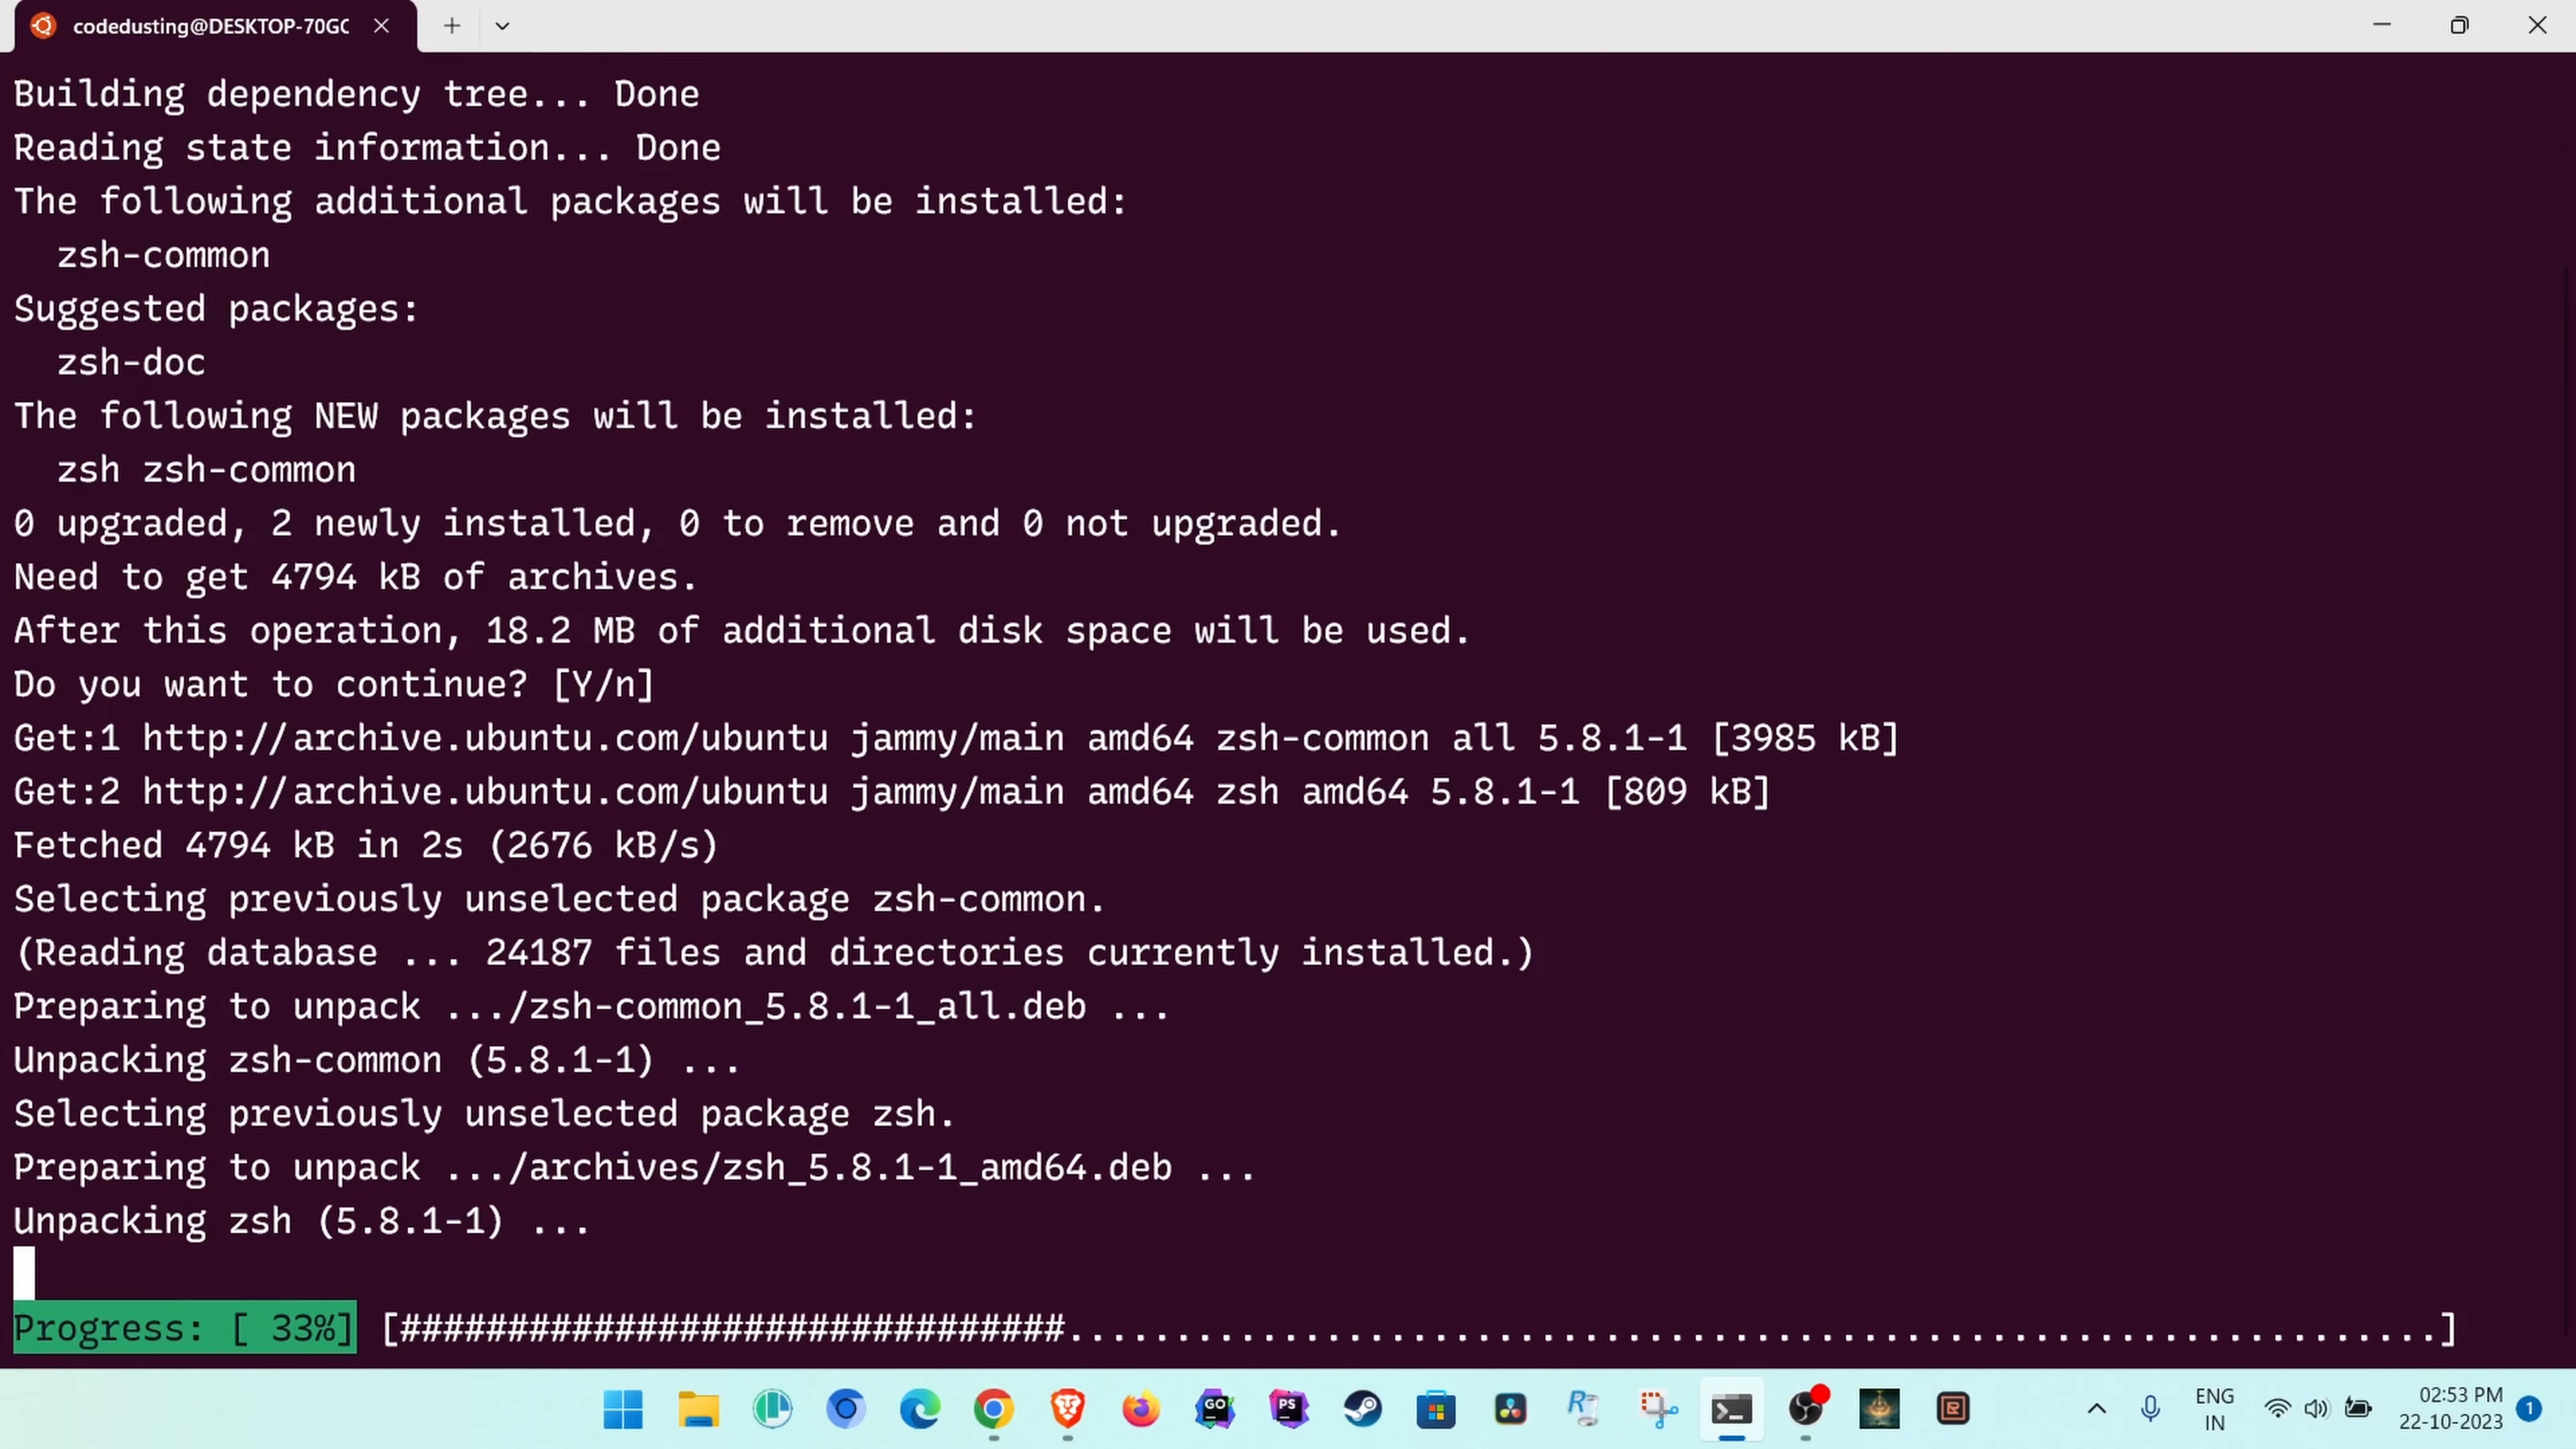 codedusting@DESKTOP-70GC
Building dependency tree... Done
Reading state information... Done
The following additional packages will be installed:
  zsh-common
Suggested packages:
  zsh-doc
The following NEW packages will be installed:
  zsh zsh-common
0 upgraded, 2 newly installed, 0 to remove and 0 not upgraded.
Need to get 4794 kB of archives.
After this operation, 18.2 MB of additional disk space will be used.
Do you want to continue? [Y/n]
Get:1 http://archive.ubuntu.com/ubuntu jammy/main amd64 zsh-common all 5.8.1-1 [3985 kB]
Get:2 http://archive.ubuntu.com/ubuntu jammy/main amd64 zsh amd64 5.8.1-1 [809 kB]
Fetched 4794 kB in 2s (2676 kB/s)
Selecting previously unselected package zsh-common.
(Reading database ... 24187 files and directories currently installed.)
Preparing to unpack .../zsh-common_5.8.1-1_all.deb ...
Unpacking zsh-common (5.8.1-1) ...
Selecting previously unselected package zsh.
Preparing to unpack .../archives/zsh_5.8.1-1_amd64.deb ...
Unpacking zsh (5.8.1-1) ...
Progress: [ 33%] [###############################................................................]
GO
PS
R
ENG
IN
02:53 PM
22-10-2023
1